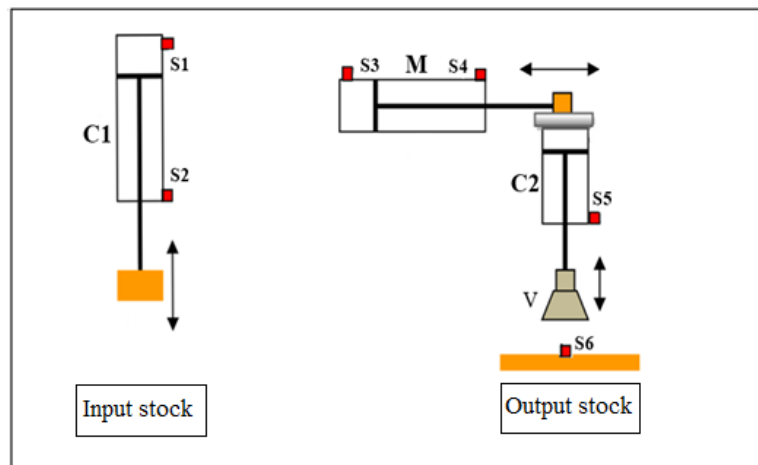 S1
C1
S2
Input stock
S3 M S4
C2
S5
V
S6
Output stock